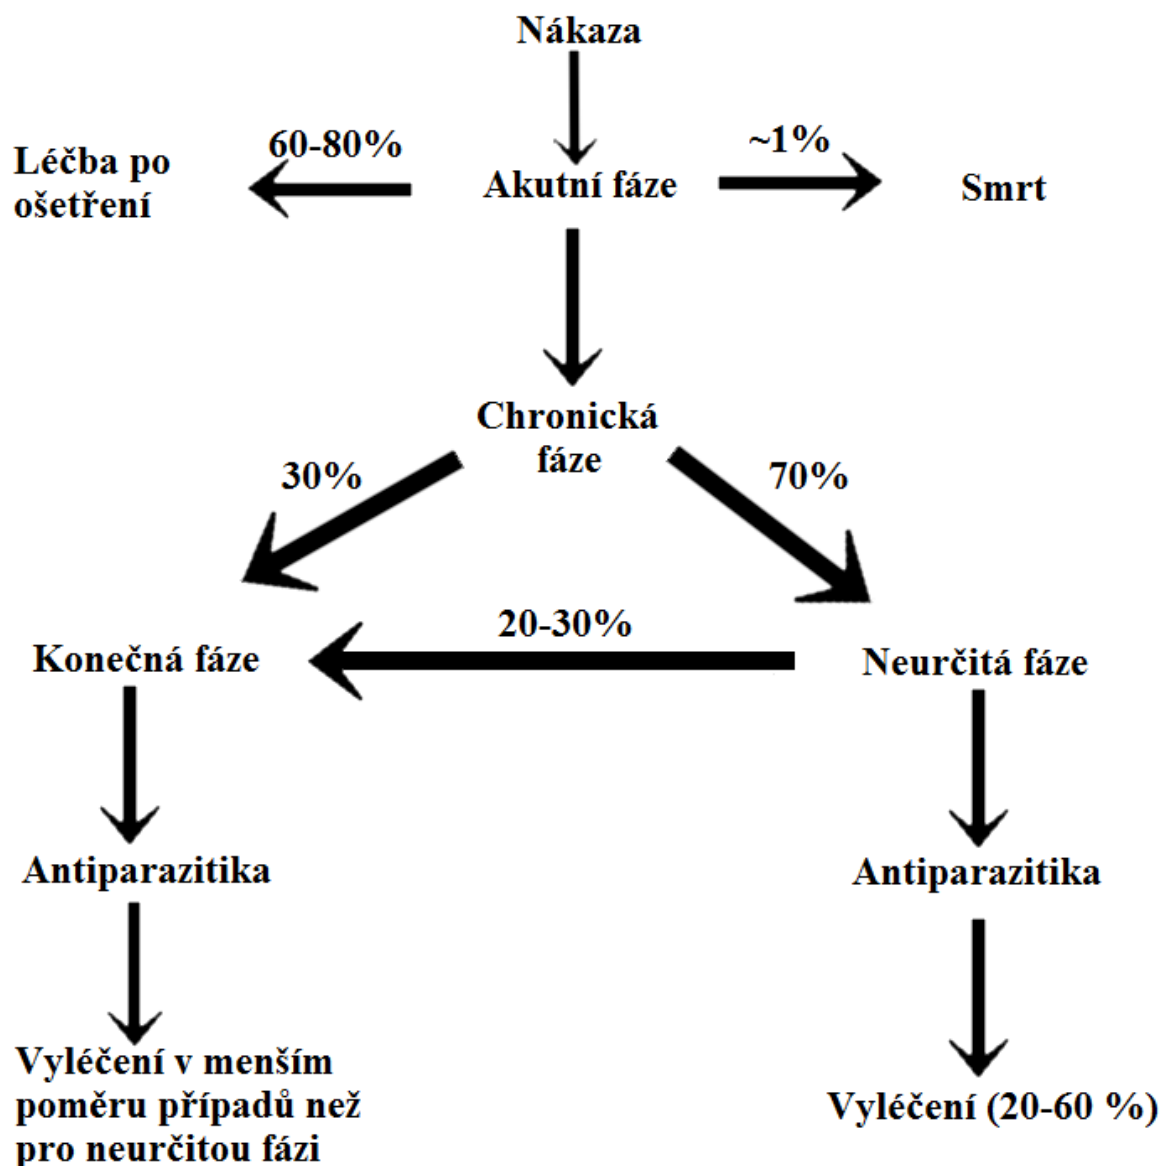 Nákaza
60-80%
~1%
Léčba po
ošetření
Akutní fáze
Smrt
Chronická
fáze
30%
70%
20-30%
Konečná fáze
Neurčitá fáze
Antiparazitika
Antiparazitika
Vyléčení v menším
poměru případů než
pro neurčitou fázi
Vyléčení (20-60 %)